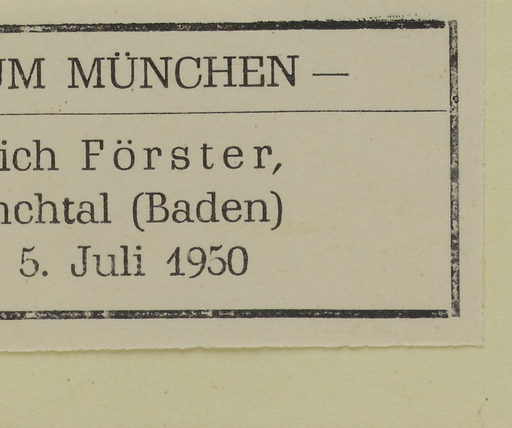 UM MÜNCHEN —
ich Förster,
nchtal (Baden)
5. Juli 1950